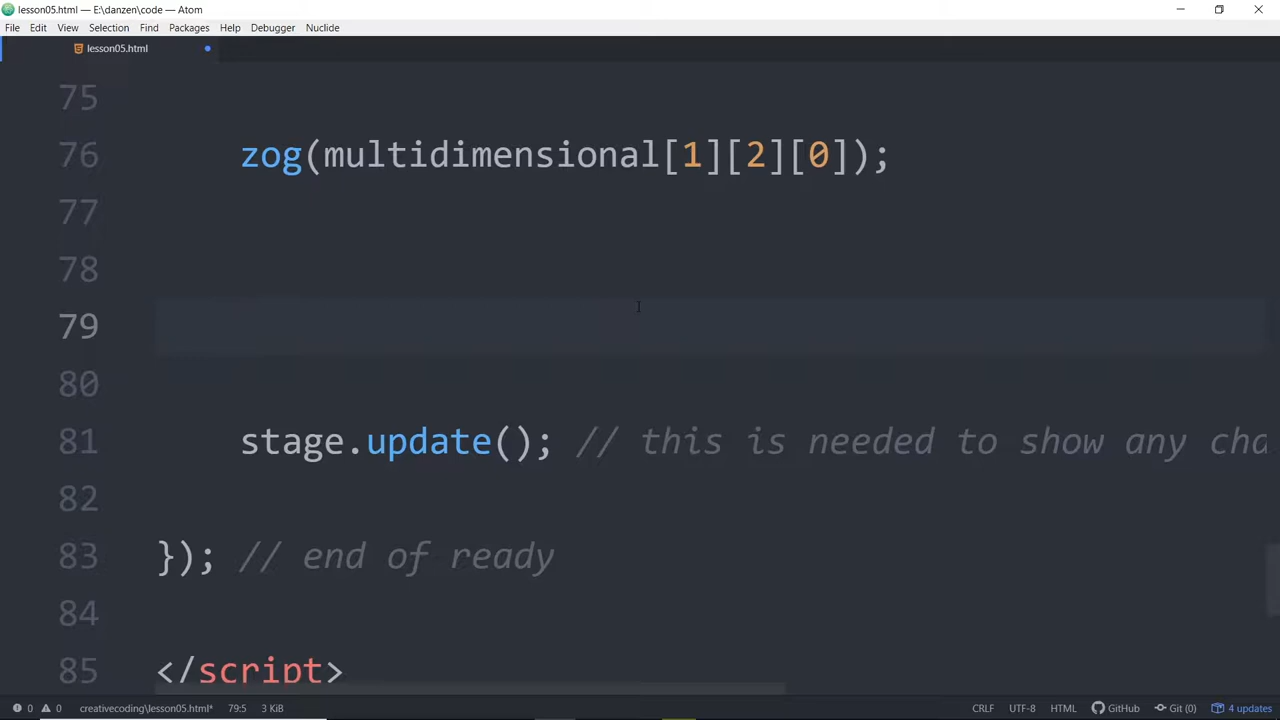 lesson05.html — E:\danzen\code — Atom
File Edit View Selection Find Packages Help Debugger Nuclide
lesson05.html
75
76 zog(multidimensional[1][2][0]);
77
78
79
80
81 stage.update(); // this is needed to show any cha
82
83 }); // end of ready
84
85 </script>
0 0 creativecoding\lesson05.html* 79:5 3 KiB CRLF UTF-8 HTML GitHub Git (0) 4 updates